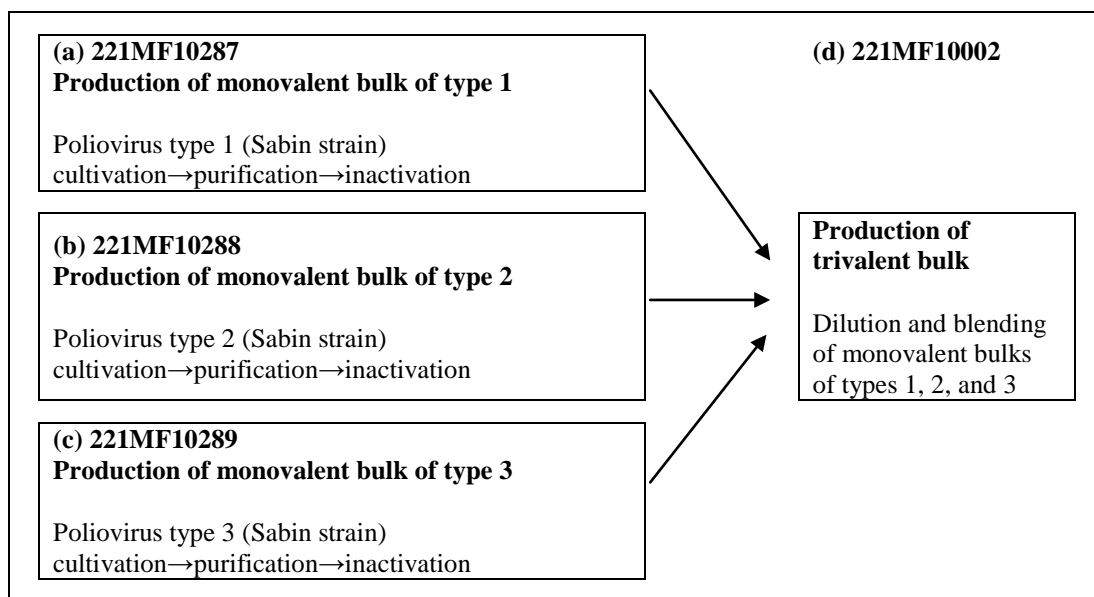 (a) 221MF10287
Production of monovalent bulk of type 1
Poliovirus type 1 (Sabin strain)
cultivation→purification→inactivation
(b) 221MF10288
Production of monovalent bulk of type 2
Poliovirus type 2 (Sabin strain)
cultivation→purification→inactivation
(c) 221MF10289
Production of monovalent bulk of type 3
Poliovirus type 3 (Sabin strain)
cultivation→purification→inactivation
(d) 221MF10002
Production of
trivalent bulk
Dilution and blending
of monovalent bulks
of types 1, 2, and 3